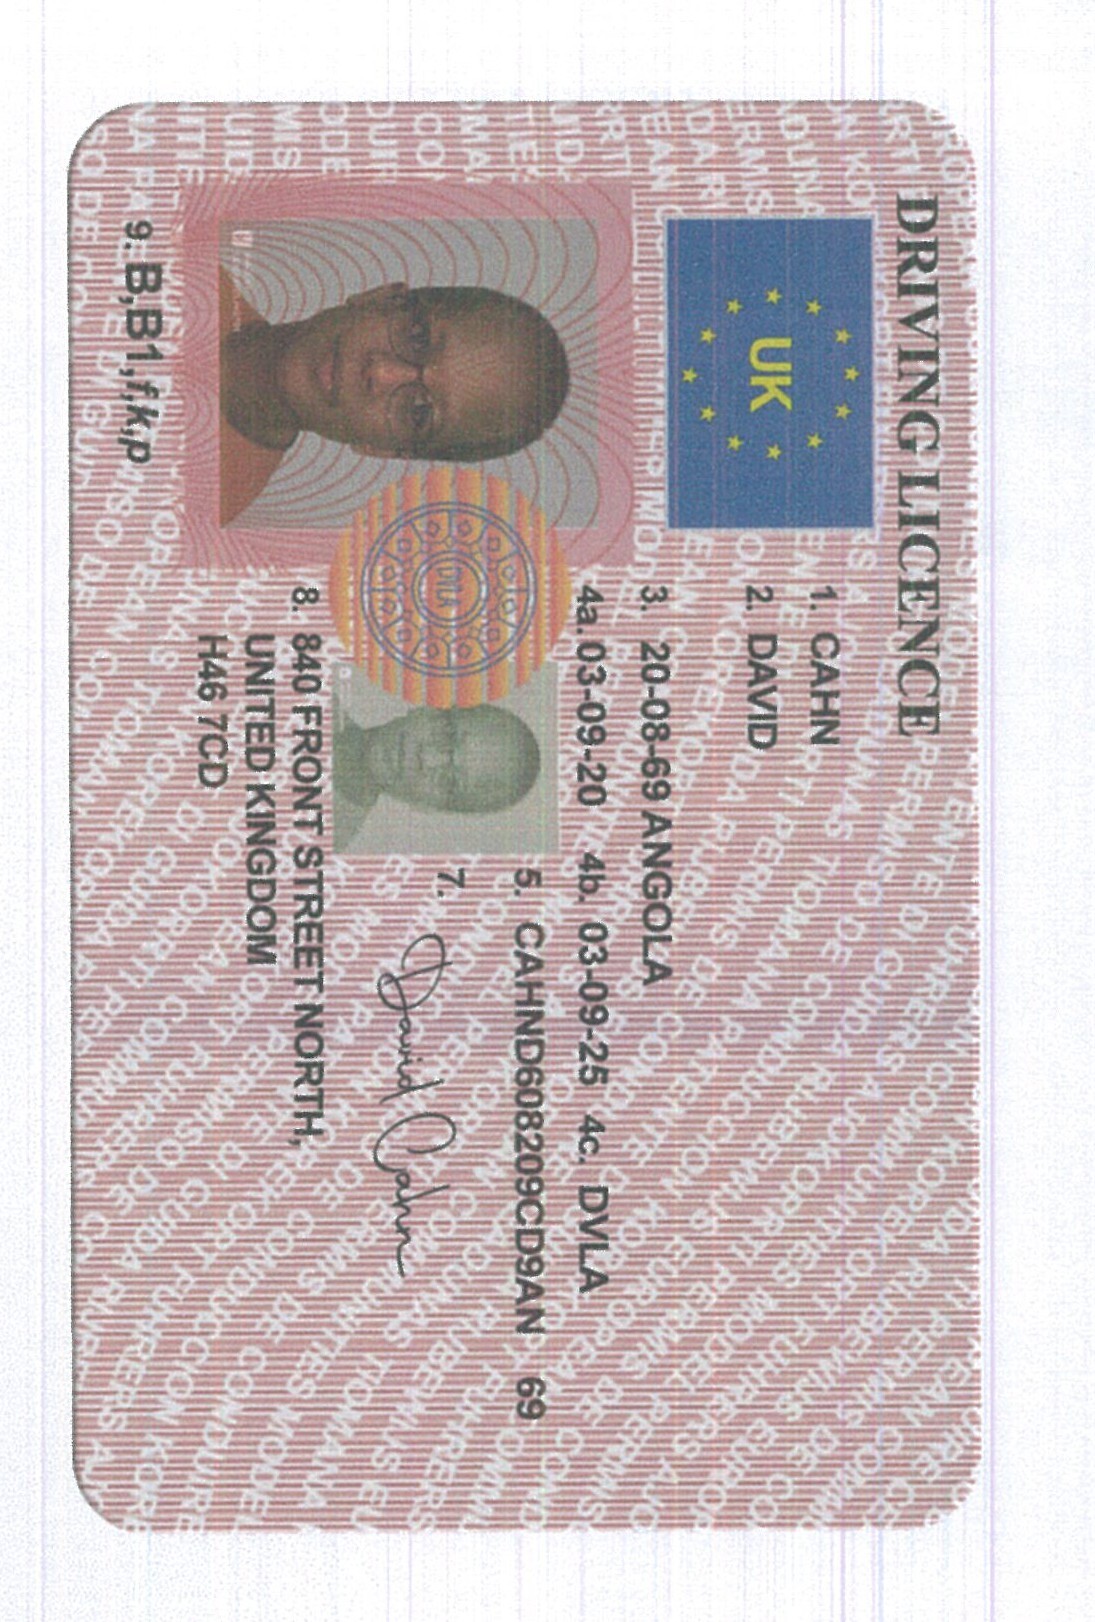 DRIVING LICENCE
UK
1. CAHN
2. DAVID
3. 20-08-69 ANGOLA
4a. 03-09-20 4b. 03-09-25 4c. DVLA
5. CAHND608209CD9AN 69
7. David Cahn
8. 840 FRONT STREET NORTH,
UNITED KINGDOM
H46 7CD
9. B,B1,f,k,p